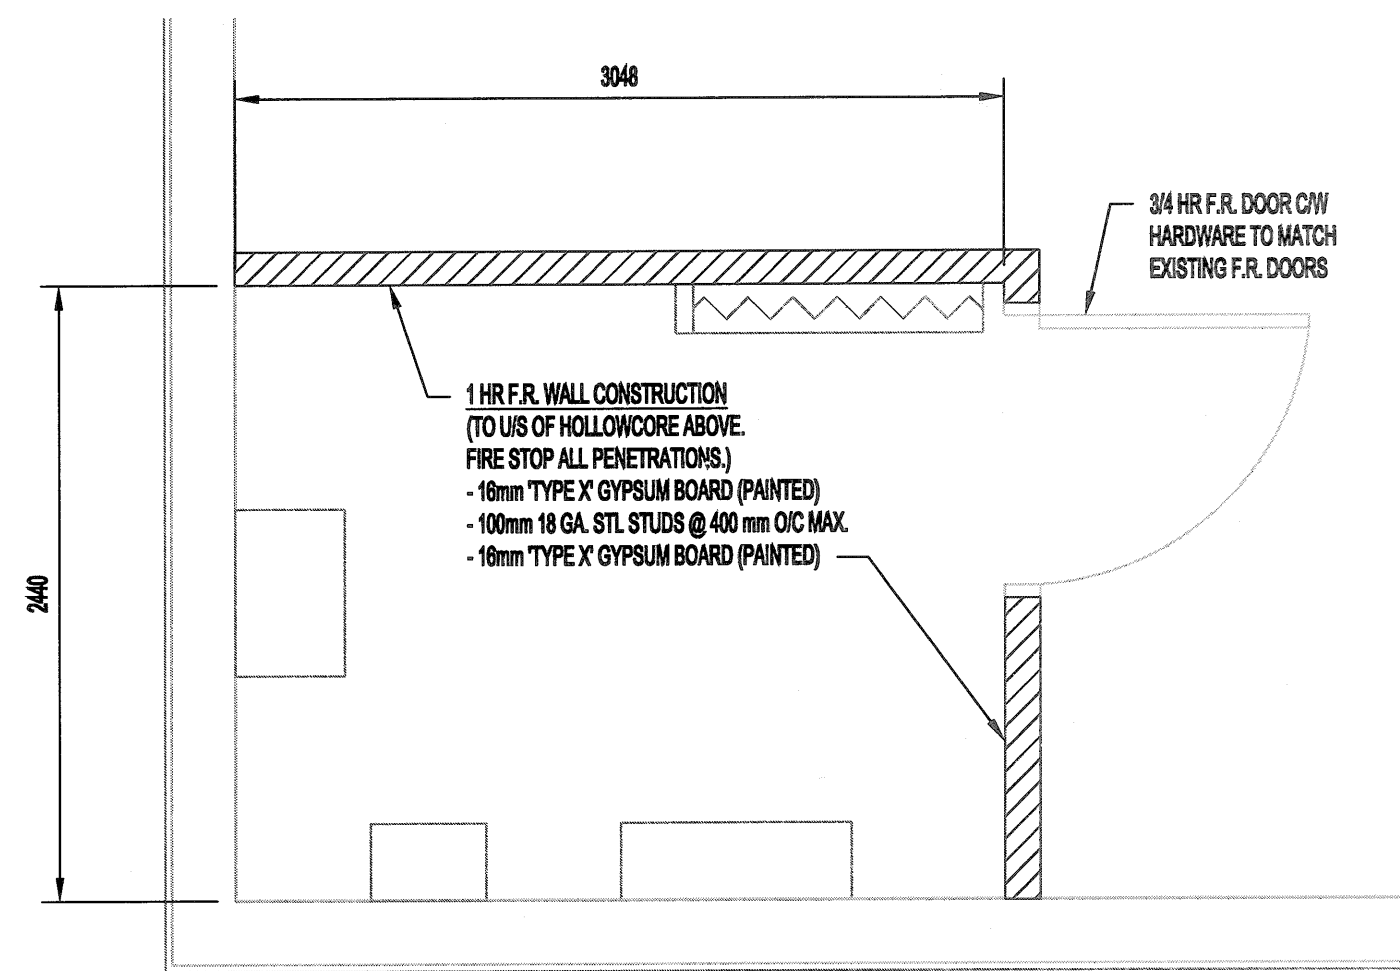 3048
3/4 HR F.R. DOOR C/W
HARDWARE TO MATCH
EXISTING F.R. DOORS
1 HR F.R. WALL CONSTRUCTION
(TO U/S OF HOLLOWCORE ABOVE.
FIRE STOP ALL PENETRATIONS.)
- 16mm 'TYPE X' GYPSUM BOARD (PAINTED)
- 100mm 18 GA. STL STUDS @ 400 mm O/C MAX.
- 16mm 'TYPE X' GYPSUM BOARD (PAINTED)
2440